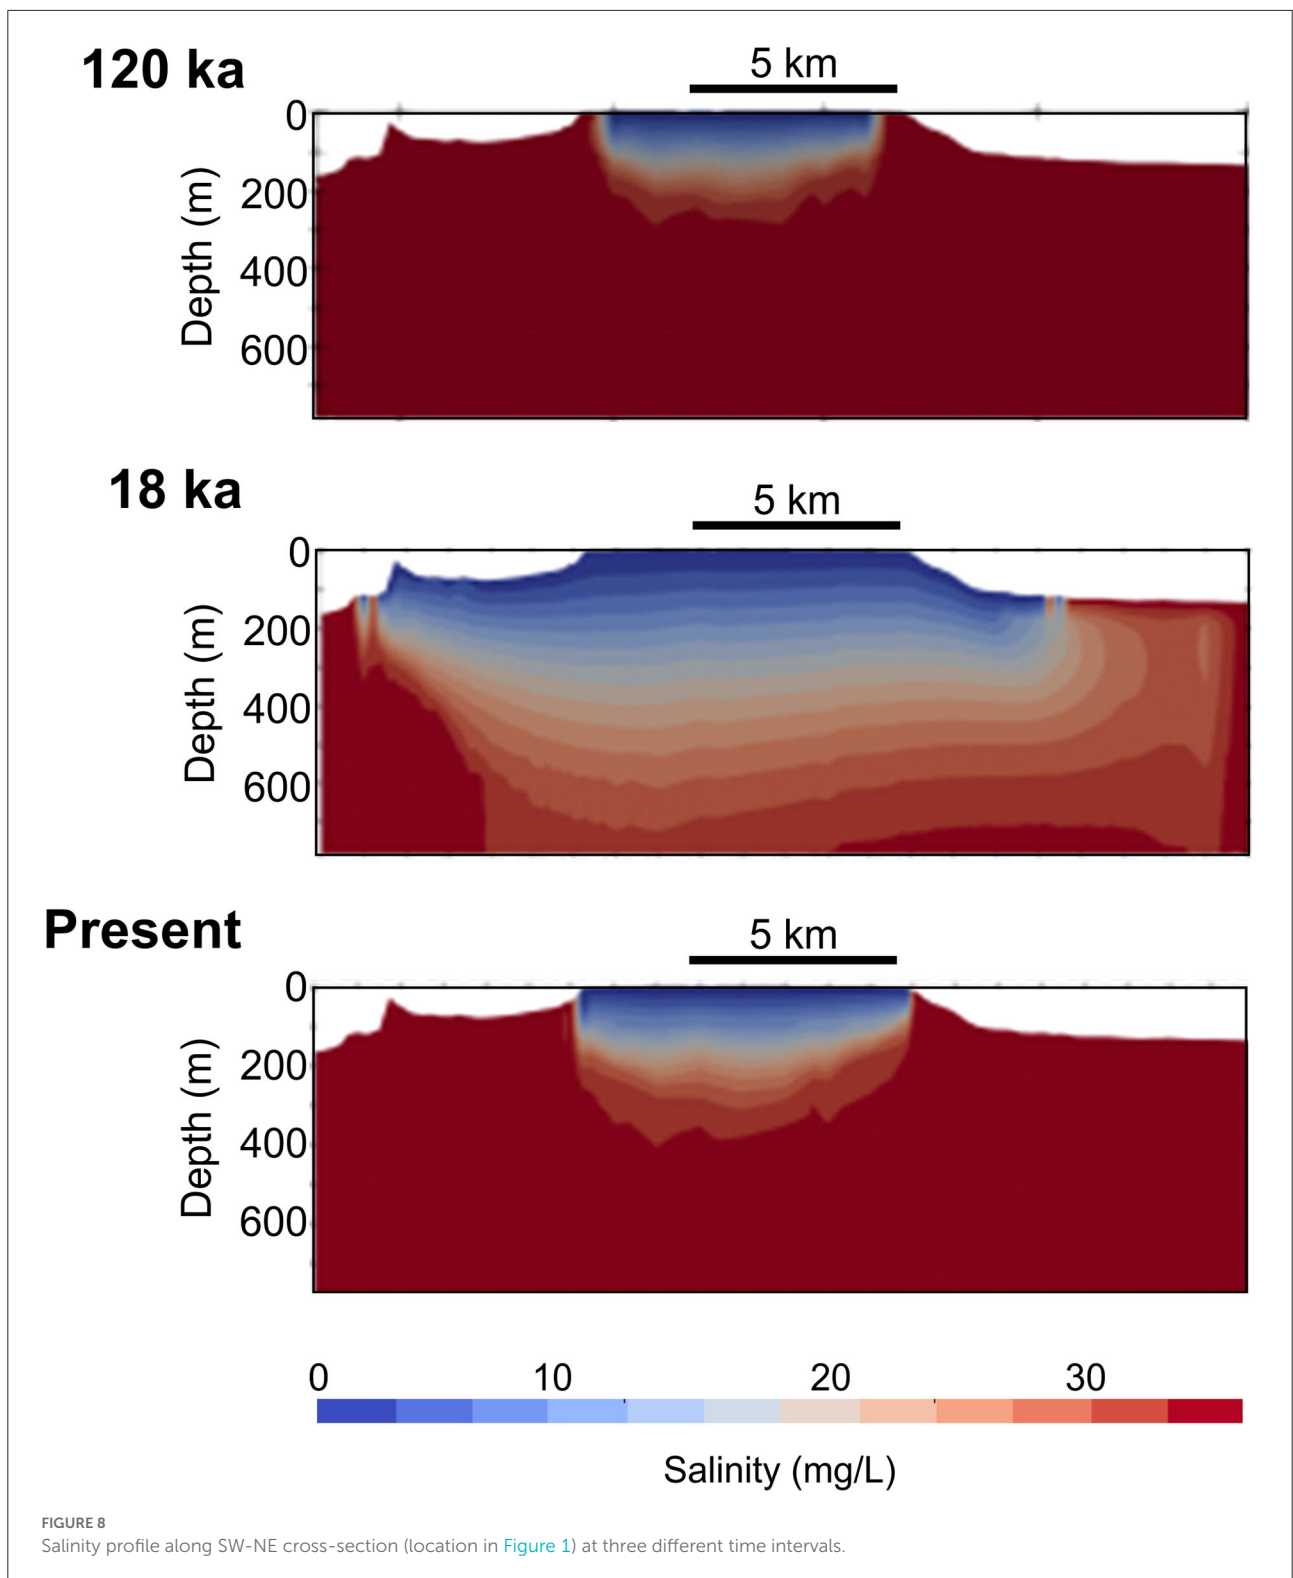 120 ka
5 km
0
200
400
600
Depth (m)
18 ka
5 km
0
200
400
600
Depth (m)
Present
5 km
0
200
400
600
Depth (m)
0 10 20 30
Salinity (mg/L)
FIGURE 8
Salinity profile along SW-NE cross-section (location in Figure 1) at three different time intervals.